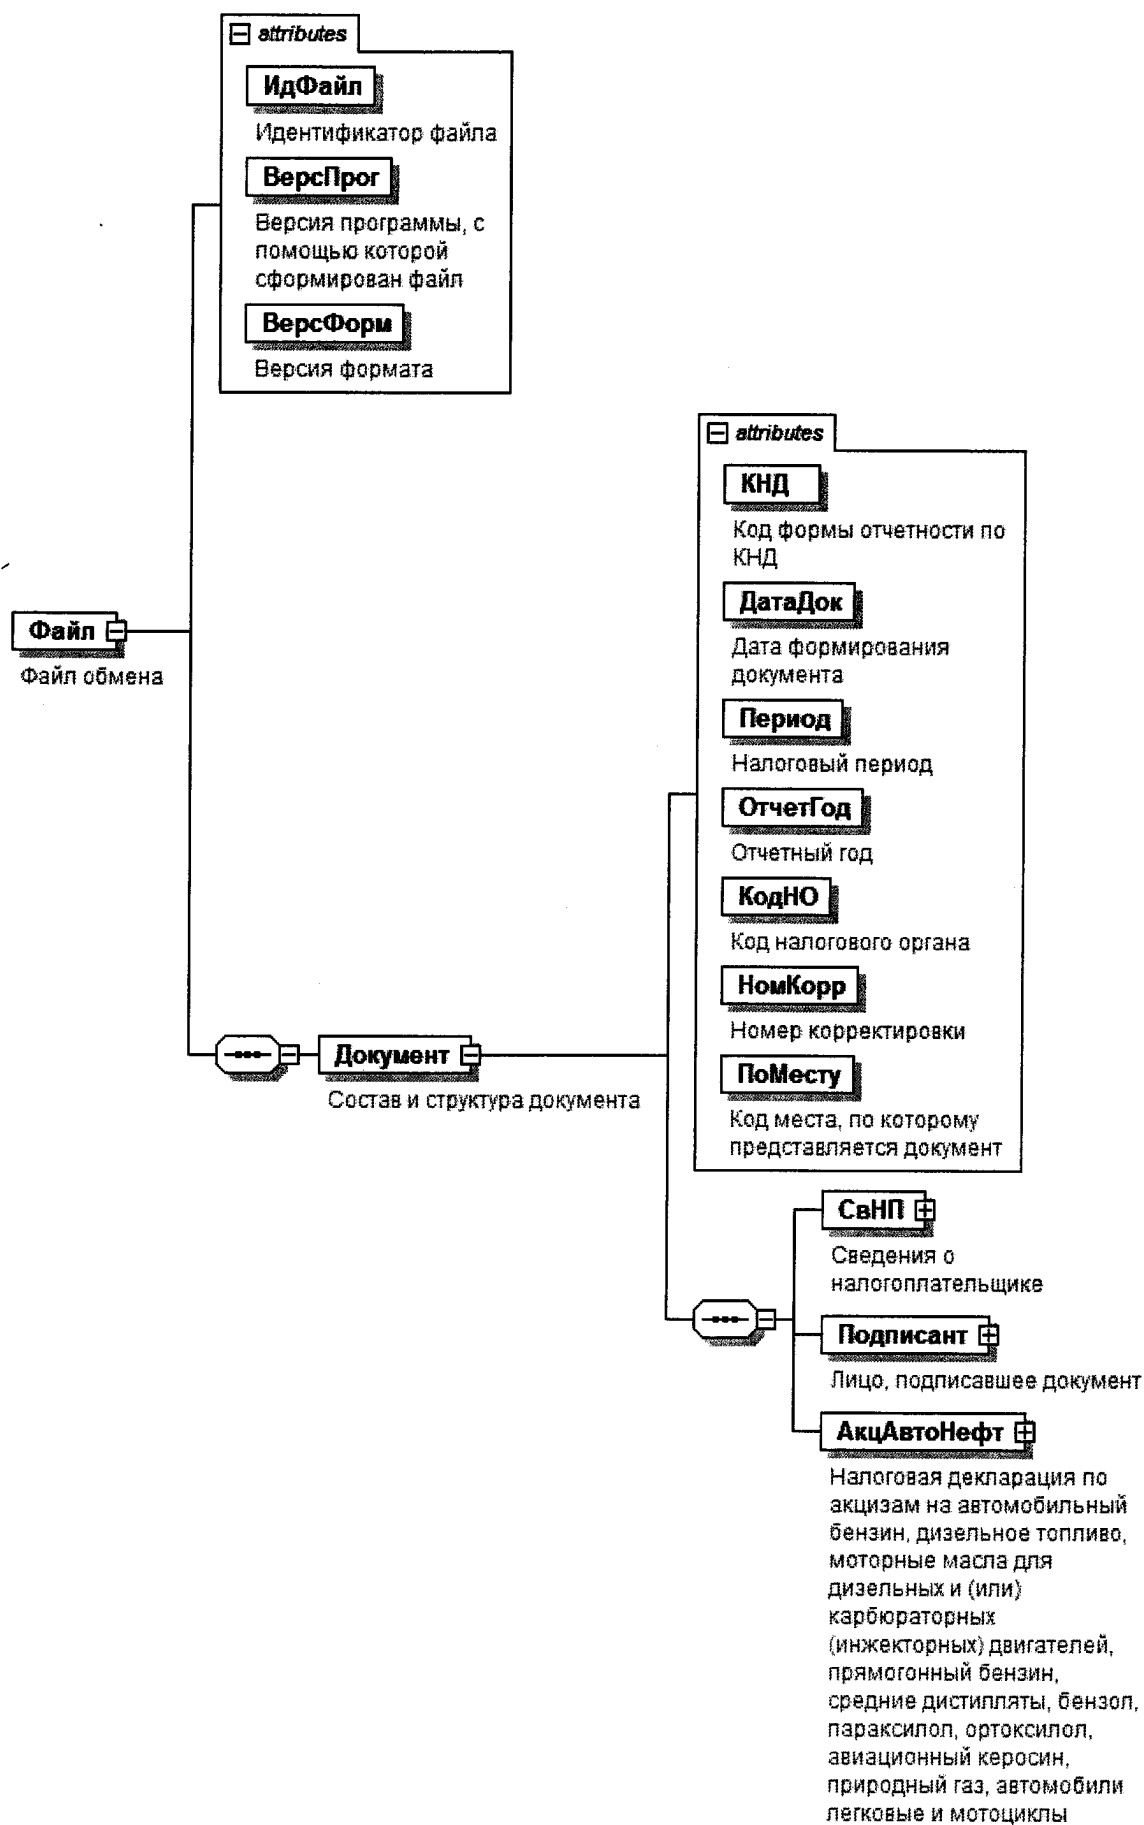 attributes
ИдФайл
Идентификатор файла
ВерсПрог
Версия программы, с
помощью которой
сформирован файл
ВерсФорм
Версия формата
Файл
Файл обмена
Документ
Состав и структура документа
attributes
КНД
Код формы отчетности по
КНД
ДатаДок
Дата формирования
документа
Период
Налоговый период
ОтчетГод
Отчетный год
КодНО
Код налогового органа
НомКорр
Номер корректировки
ПоМесту
Код места, по которому
представляется документ
СвНП
Сведения о
налогоплательщике
Подписант
Лицо, подписавшее документ
АкцАвтоНефт
Налоговая декларация по
акцизам на автомобильный
бензин, дизельное топливо,
моторные масла для
дизельных и (или)
карбюраторных
(инжекторных) двигателей,
прямогонный бензин,
средние дистилляты, бензол,
параксилол, ортоксилол,
авиационный керосин,
природный газ, автомобили
легковые и мотоциклы